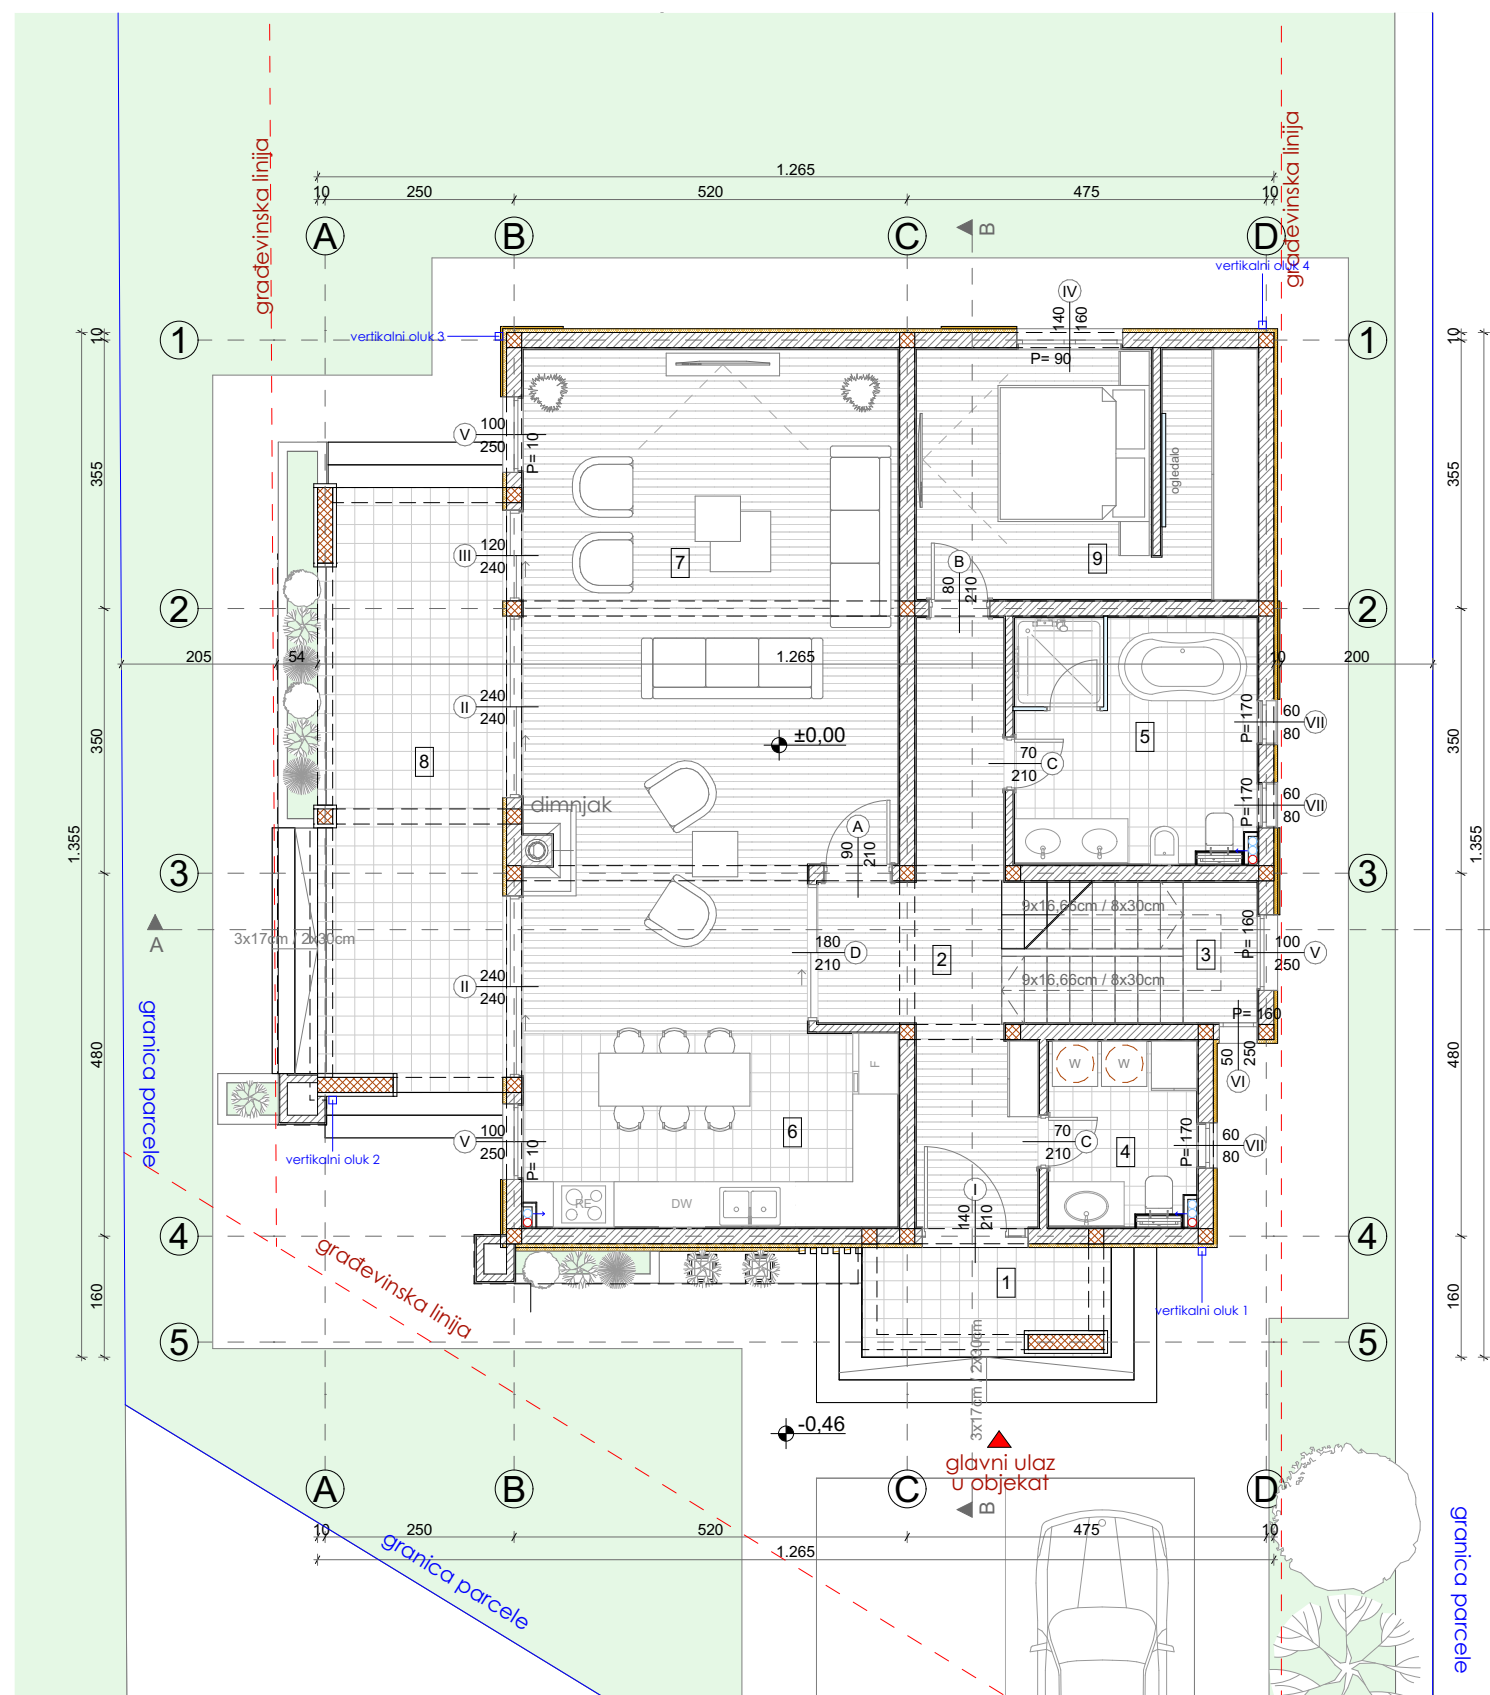 građevinska linija
građevinska linija
1.265
10
250
520
475
10
A
B
C
D
B
vertikalni oluk 4
vertikalni oluk 3
IV
140
160
P= 90
10
1
1
10
V
100
250
P= 10
355
355
ogledalo
III
120
240
7
9
B
80
210
2
2
205
54
1.265
10
200
II
240
240
±0,00
350
350
8
5
70
210
C
P=170
60
80
VII
P=170
60
80
VII
dimnjak
A
90
210
1.355
1.355
3
3
A
3x17cm / 2x30cm
9x16,66cm / 8x30cm
9x16,66cm / 8x30cm
180
210
D
2
3
P= 160
100
250
V
II
240
240
P= 160
50
250
VI
granica parcele
480
480
W
W
F
6
V
100
250
P= 10
70
210
C
4
P=170
60
80
VII
vertikalni oluk 2
RE
DW
I
140
210
4
4
građevinska linija
1
vertikalni oluk 1
160
160
5
5
3x17cm / 2x30cm
-0,46
glavni ulaz
u objekat
A
B
C
D
B
10
250
520
475
10
1.265
granica parcele
granica parcele